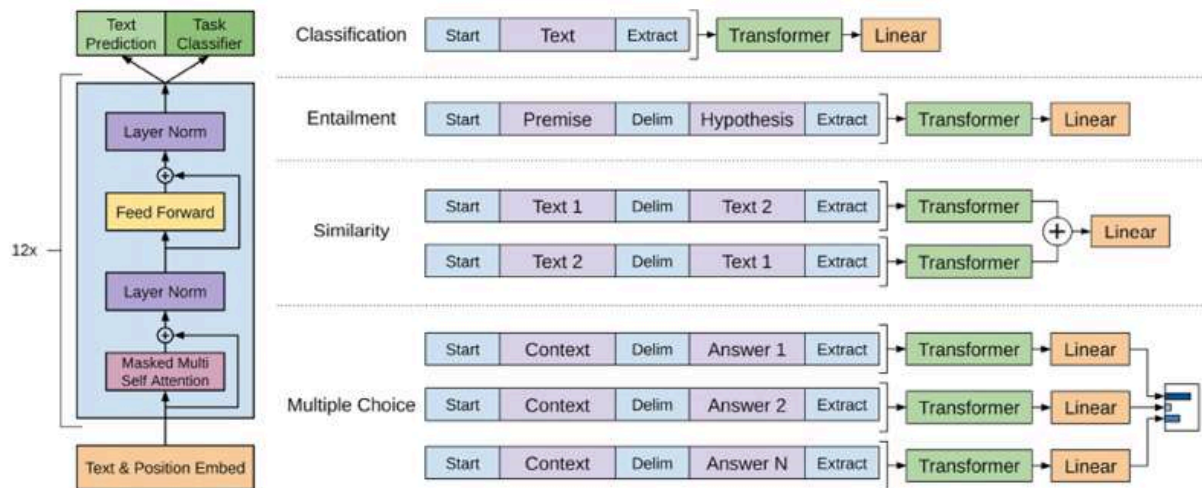 Text
Prediction
Task
Classifier
Layer Norm
+
Feed Forward
12x
Layer Norm
+
Masked Multi
Self Attention
Text & Position Embed
Classification
Start Text Extract Transformer Linear
Entailment
Start Premise Delim Hypothesis Extract Transformer Linear
Similarity
Start Text 1 Delim Text 2 Extract Transformer
+ Linear
Start Text 2 Delim Text 1 Extract Transformer
Multiple Choice
Start Context Delim Answer 1 Extract Transformer Linear
Start Context Delim Answer 2 Extract Transformer Linear
Start Context Delim Answer N Extract Transformer Linear